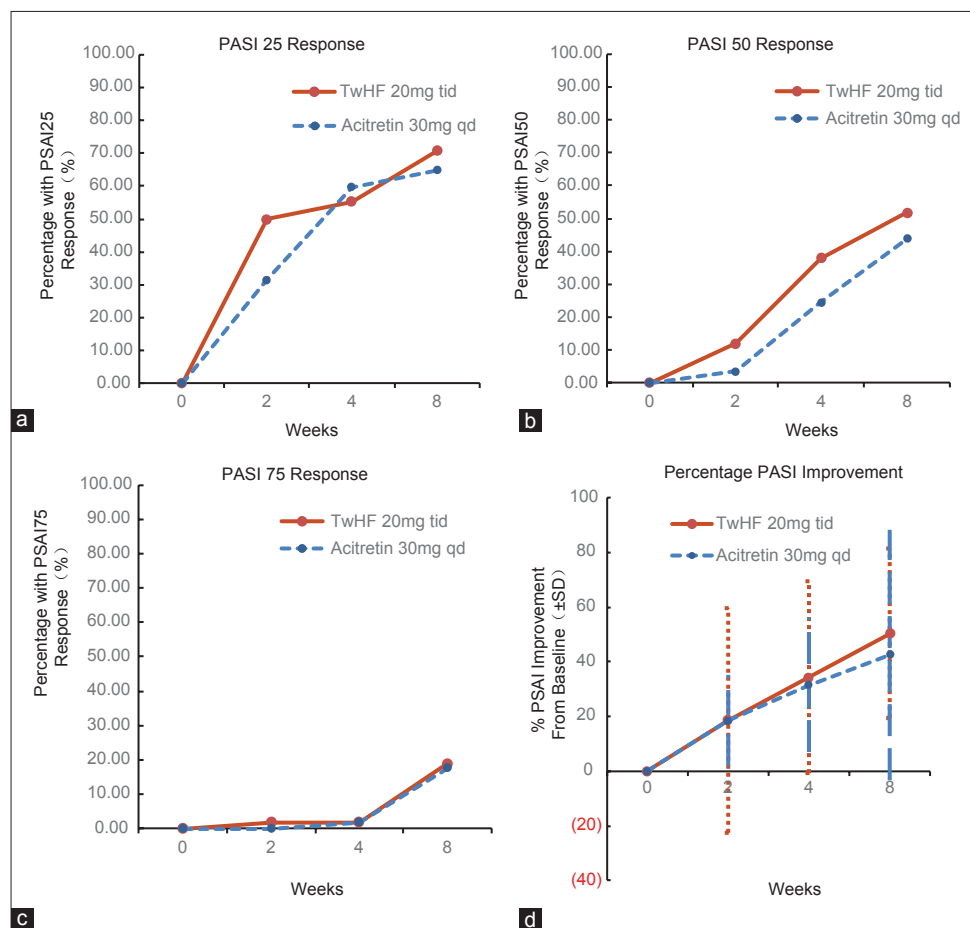 PASI 25 Response
100.00
90.00
80.00
70.00
60.00
50.00
40.00
30.00
20.00
10.00
0.00
Percentage with PSAI25
Response（%）
TwHF 20mg tid
Acitretin 30mg qd
0 2 4 8
Weeks
a
PASI 50 Response
100.00
90.00
80.00
70.00
60.00
50.00
40.00
30.00
20.00
10.00
0.00
Percentage with PSAI50
Response（%）
TwHF 20mg tid
Acitretin 30mg qd
0 2 4 8
Weeks
b
PASI 75 Response
100.00
90.00
80.00
70.00
60.00
50.00
40.00
30.00
20.00
10.00
0.00
Percentage with PSAI75
Response（%）
TwHF 20mg tid
Acitretin 30mg qd
0 2 4 8
Weeks
c
Percentage PASI Improvement
100
80
60
40
20
0
(20)
(40)
% PSAI Improvement
From Baseline（±SD）
TwHF 20mg tid
Acitretin 30mg qd
0 2 4 8
Weeks
d